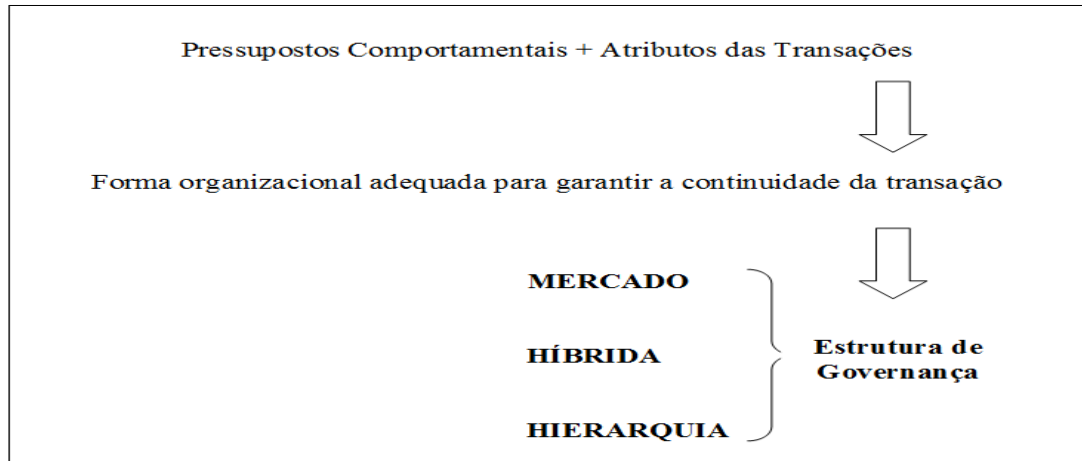 Pressupostos Comportamentais + Atributos das Transações
Forma organizacional adequada para garantir a continuidade da transação
MERCADO
HÍBRIDA
HIERARQUIA
Estrutura de
Governança